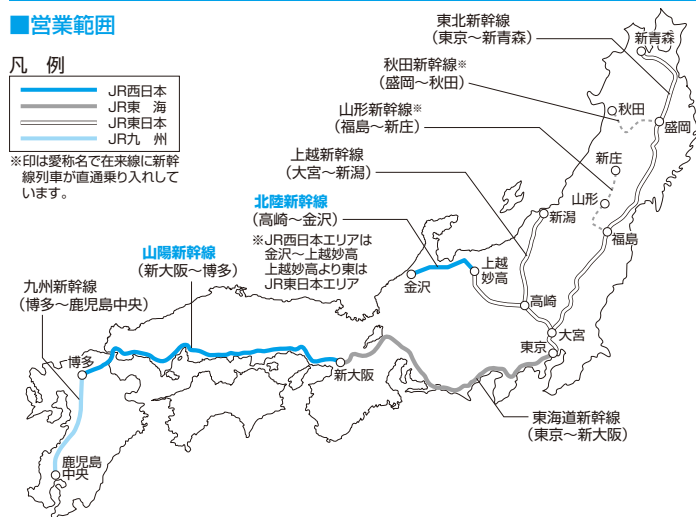 ■営業範囲
凡　例
JR西日本
JR東　海
JR東日本
JR九　州
※印は愛称名で在来線に新幹
線列車が直通乗り入れして
います。
東北新幹線
（東京〜新青森）
秋田新幹線※
（盛岡〜秋田）
山形新幹線※
（福島〜新庄）
上越新幹線
（大宮〜新潟）
北陸新幹線
（高崎〜金沢）
※JR西日本エリアは
金沢〜上越妙高
上越妙高より東は
JR東日本エリア
山陽新幹線
（新大阪〜博多）
九州新幹線
（博多〜鹿児島中央）
東海道新幹線
（東京〜新大阪）
新青森
秋田
盛岡
新庄
山形
新潟
福島
金沢
上越
妙高
高崎
大宮
東京
新大阪
博多
鹿児島
中央